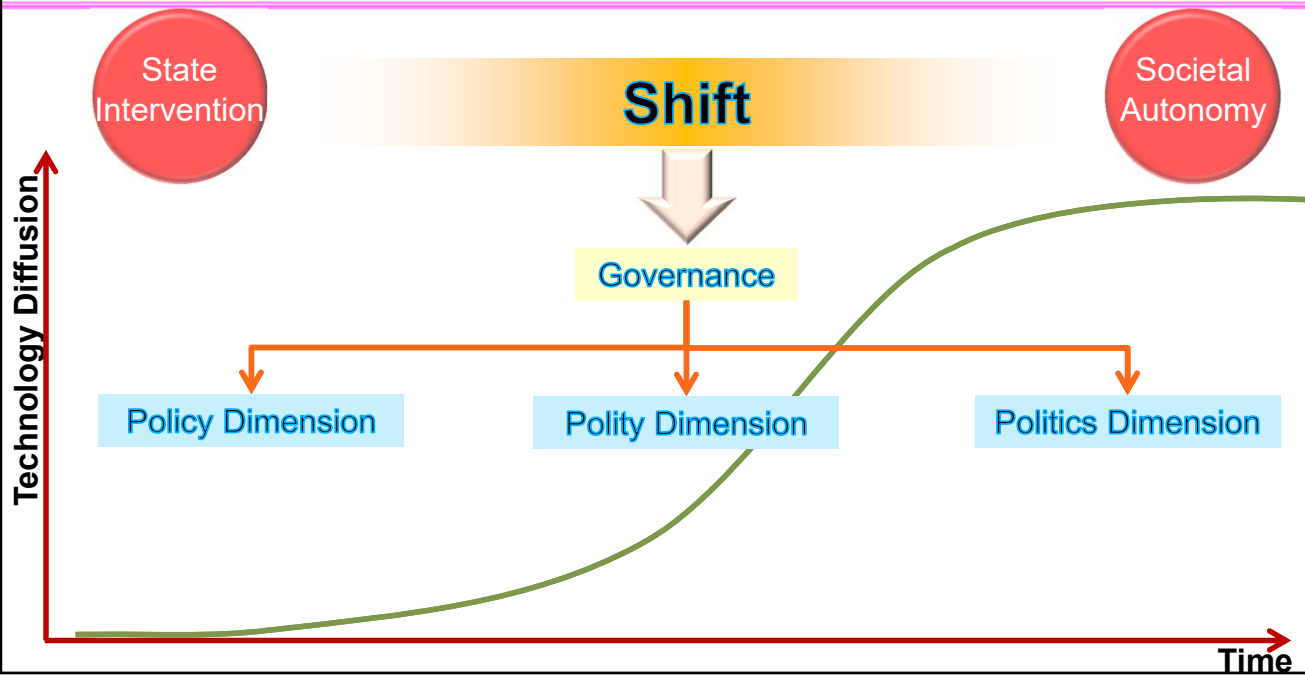 State
Intervention
Shift
Societal
Autonomy
Technology Diffusion
Governance
Policy Dimension
Polity Dimension
Politics Dimension
Time